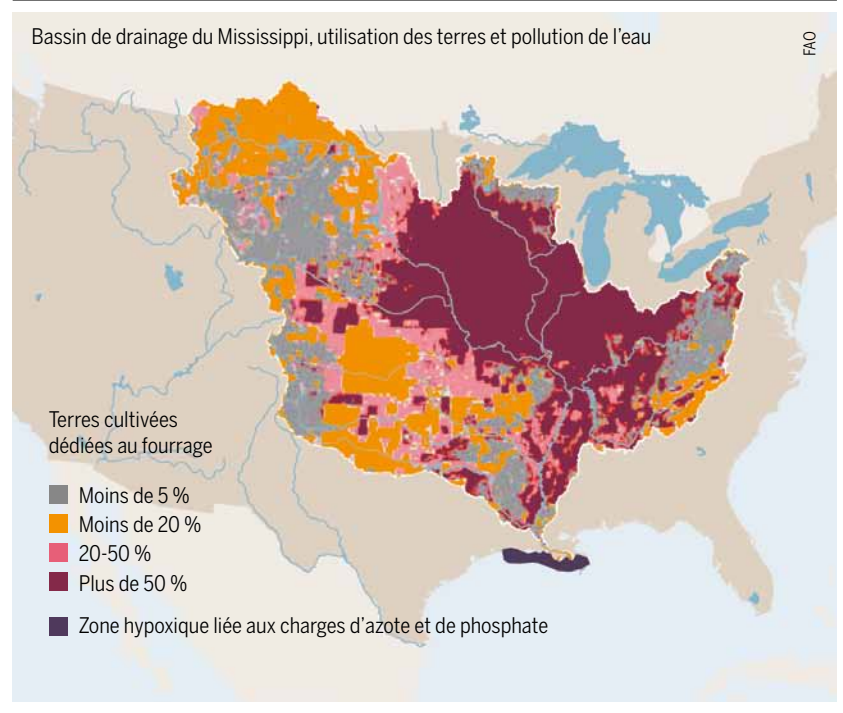 Bassin de drainage du Mississippi, utilisation des terres et pollution de l'eau
FAO
Terres cultivées
dédiées au fourrage
Moins de 5 %
Moins de 20 %
20-50 %
Plus de 50 %
Zone hypoxique liée aux charges d'azote et de phosphate